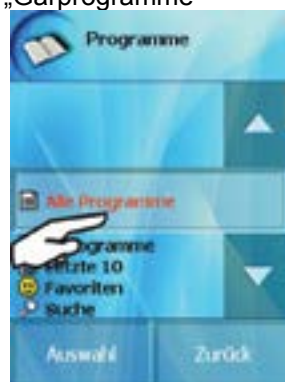 „Garprogramme
Programme
Alle Programme
Letzte 10
Favoriten
Suche
Auswahl
Zurück